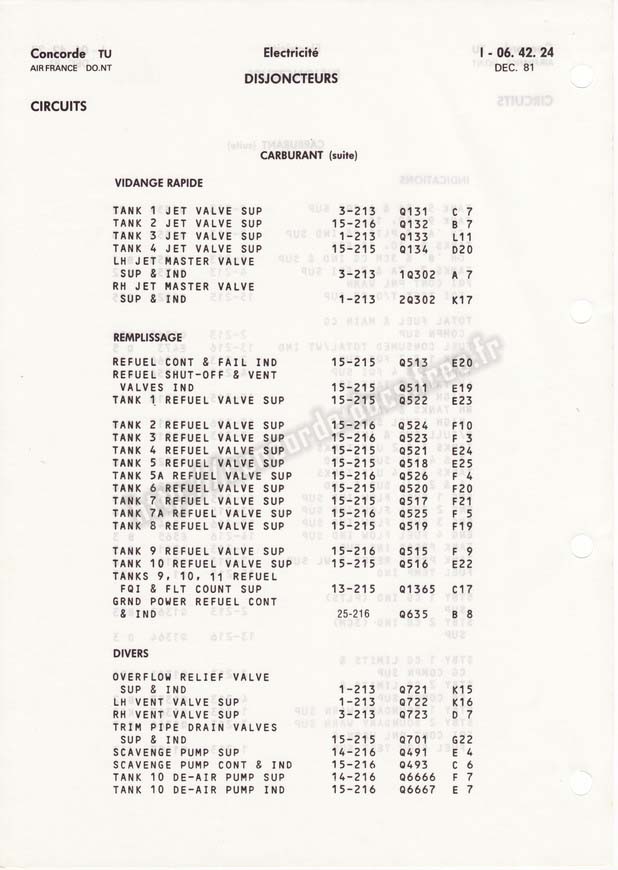 Concorde TU Electricité I - 06. 42. 24
AIR FRANCE DO.NT DISJONCTEURS DEC. 81
CIRCUITS
CARBURANT (suite)
VIDANGE RAPIDE
TANK 1 JET VALVE SUP 3-213 Q131 C 7
TANK 2 JET VALVE SUP 15-216 Q132 B 7
TANK 3 JET VALVE SUP 1-213 Q133 L11
TANK 4 JET VALVE SUP 15-215 Q134 D20
LH JET MASTER VALVE
SUP & IND 3-213 1Q302 A 7
RH JET MASTER VALVE
SUP & IND 1-213 2Q302 K17
REMPLISSAGE
REFUEL CONT & FAIL IND 15-215 Q513 E20
REFUEL SHUT-OFF & VENT
VALVES IND 15-215 Q511 E19
TANK 1 REFUEL VALVE SUP 15-215 Q522 E23
TANK 2 REFUEL VALVE SUP 15-216 Q524 F10
TANK 3 REFUEL VALVE SUP 15-216 Q523 F 3
TANK 4 REFUEL VALVE SUP 15-215 Q521 E24
TANK 5 REFUEL VALVE SUP 15-215 Q518 E25
TANK 5A REFUEL VALVE SUP 15-216 Q526 F 4
TANK 6 REFUEL VALVE SUP 15-215 Q520 F20
TANK 7 REFUEL VALVE SUP 15-215 Q517 F21
TANK 7A REFUEL VALVE SUP 15-216 Q525 F 5
TANK 8 REFUEL VALVE SUP 15-215 Q519 F19
TANK 9 REFUEL VALVE SUP 15-216 Q515 F 9
TANK 10 REFUEL VALVE SUP 15-215 Q516 E22
TANKS 9, 10, 11 REFUEL
FQI & FLT COUNT SUP 13-215 Q1365 C17
GRND POWER REFUEL CONT
& IND 25-216 Q635 B 8
DIVERS
OVERFLOW RELIEF VALVE
SUP & IND 1-213 Q721 K15
LH VENT VALVE SUP 1-213 Q722 K16
RH VENT VALVE SUP 3-213 Q723 D 7
TRIM PIPE DRAIN VALVES
SUP & IND 15-215 Q701 G22
SCAVENGE PUMP SUP 14-216 Q491 E 4
SCAVENGE PUMP CONT & IND 15-216 Q493 C 6
TANK 10 DE-AIR PUMP SUP 14-216 Q6666 F 7
TANK 10 DE-AIR PUMP IND 15-216 Q6667 E 7